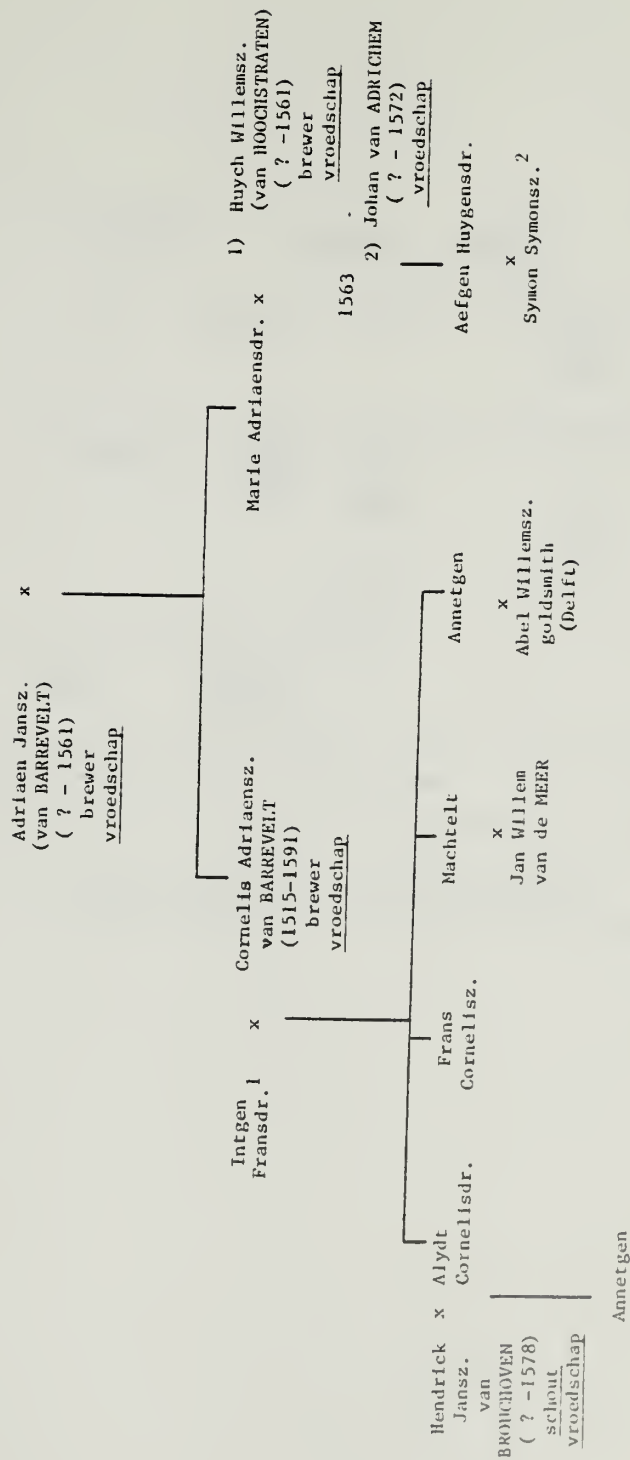 Adriaen Jansz.
(van BARREVELT)
( ? - 1561)
brewer
vroedschap
x
Intgen
Fransdr.1
x
Cornelis Adriaensz.
van BARREVELT
(1515-1591)
brewer
vroedschap
Marie Adriaensdr. x
1) Huych Willemsz.
(van HOOCHSTRATEN)
( ? -1561)
brewer
vroedschap
1563
2) Johan van ADRICHEM
( ? - 1572)
vroedschap
Hendrick x Alydt
Jansz. Cornelisdr.
van
BROUCHOVEN
( ? -1578)
schout
vroedschap
Frans
Cornelisz.
Machtelt
x
Jan Willem
van de MEER
Annetgen
x
Abel Willemsz.
goldsmith
(Delft)
Aefgen Huygensdr.
x
Symon Symonsz.2
Annetgen